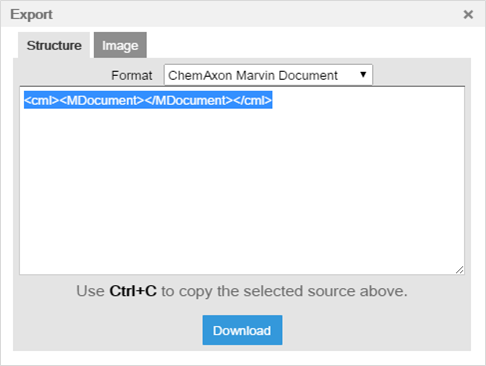 Export
Structure Image
Format ChemAxon Marvin Document
<cml><MDocument></MDocument></cml>
Use Ctrl+C to copy the selected source above.
Download